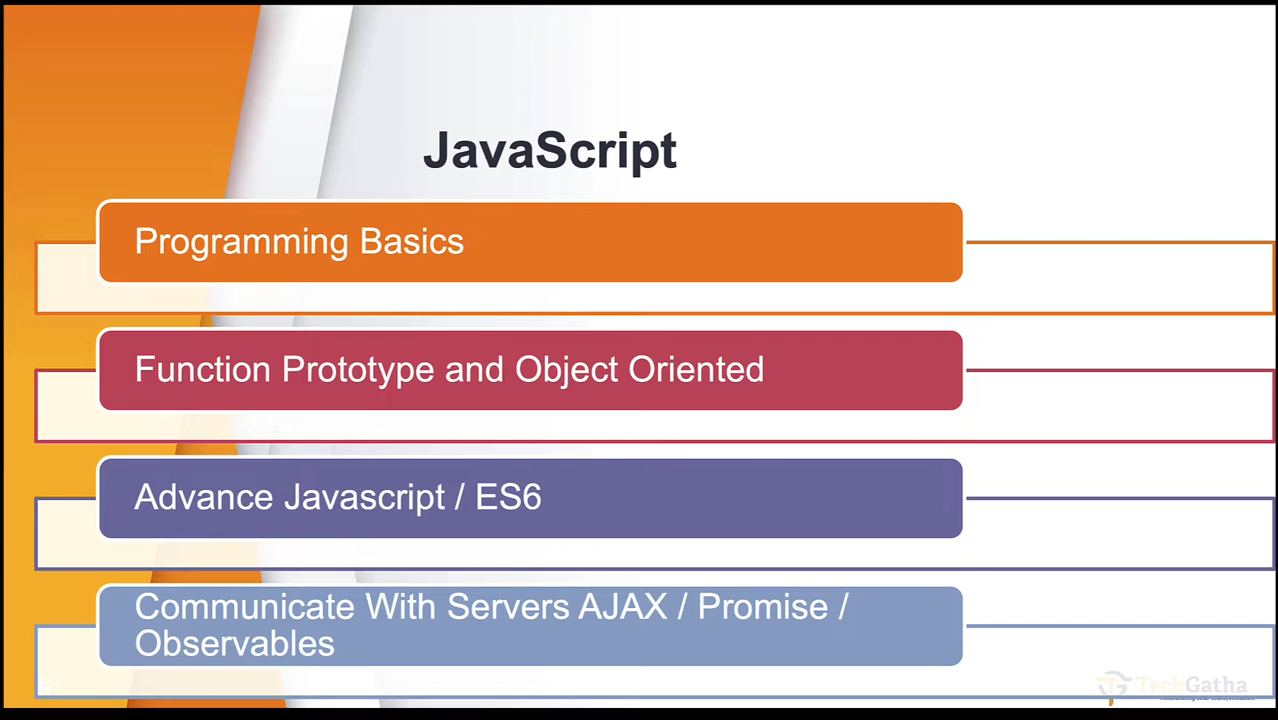 JavaScript
Programming Basics
Function Prototype and Object Oriented
Advance Javascript / ES6
Communicate With Servers AJAX / Promise /
Observables
TechGatha